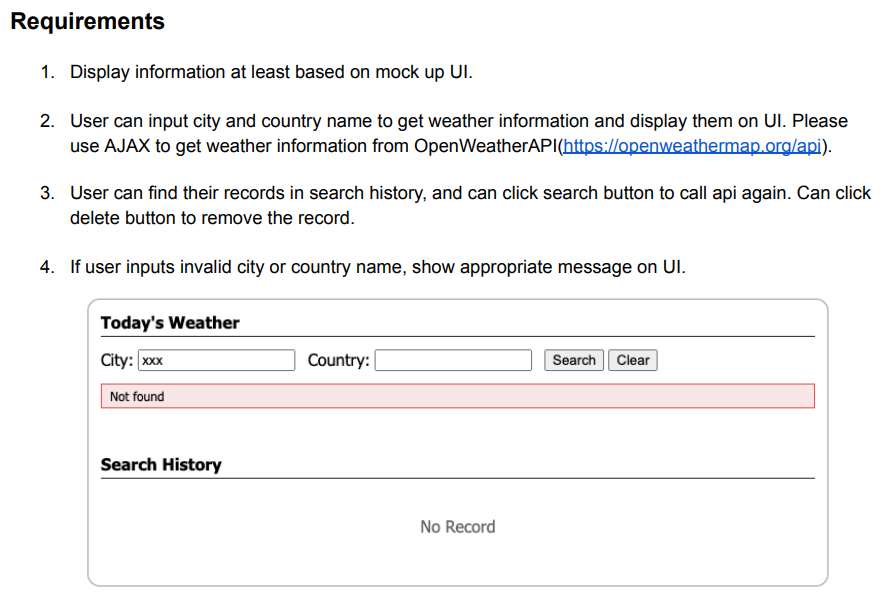 Requirements
1. Display information at least based on mock up UI.
2. User can input city and country name to get weather information and display them on UI. Please
use AJAX to get weather information from OpenWeatherAPI(https://openweathermap.org/api).
3. User can find their records in search history, and can click search button to call api again. Can click
delete button to remove the record.
4. If user inputs invalid city or country name, show appropriate message on UI.
Today's Weather
City: xxx Country: Search Clear
Not found
Search History
No Record